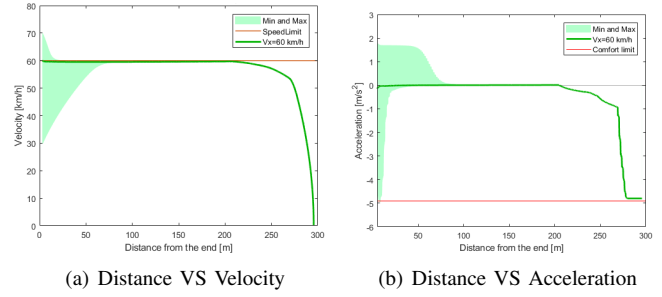 80
70
60
50
40
30
20
10
0
Velocity [km/h]
Min and Max
SpeedLimit
Vx=60 km/h
0 50 100 150 200 250 300
Distance from the end [m]
(a) Distance VS Velocity
3
2
1
0
-1
-2
-3
-4
-5
-6
Acceleration [m/s²]
Min and Max
Vx=60 km/h
Comfort limit
50 100 150 200 250 300
Distance from the end [m]
(b) Distance VS Acceleration